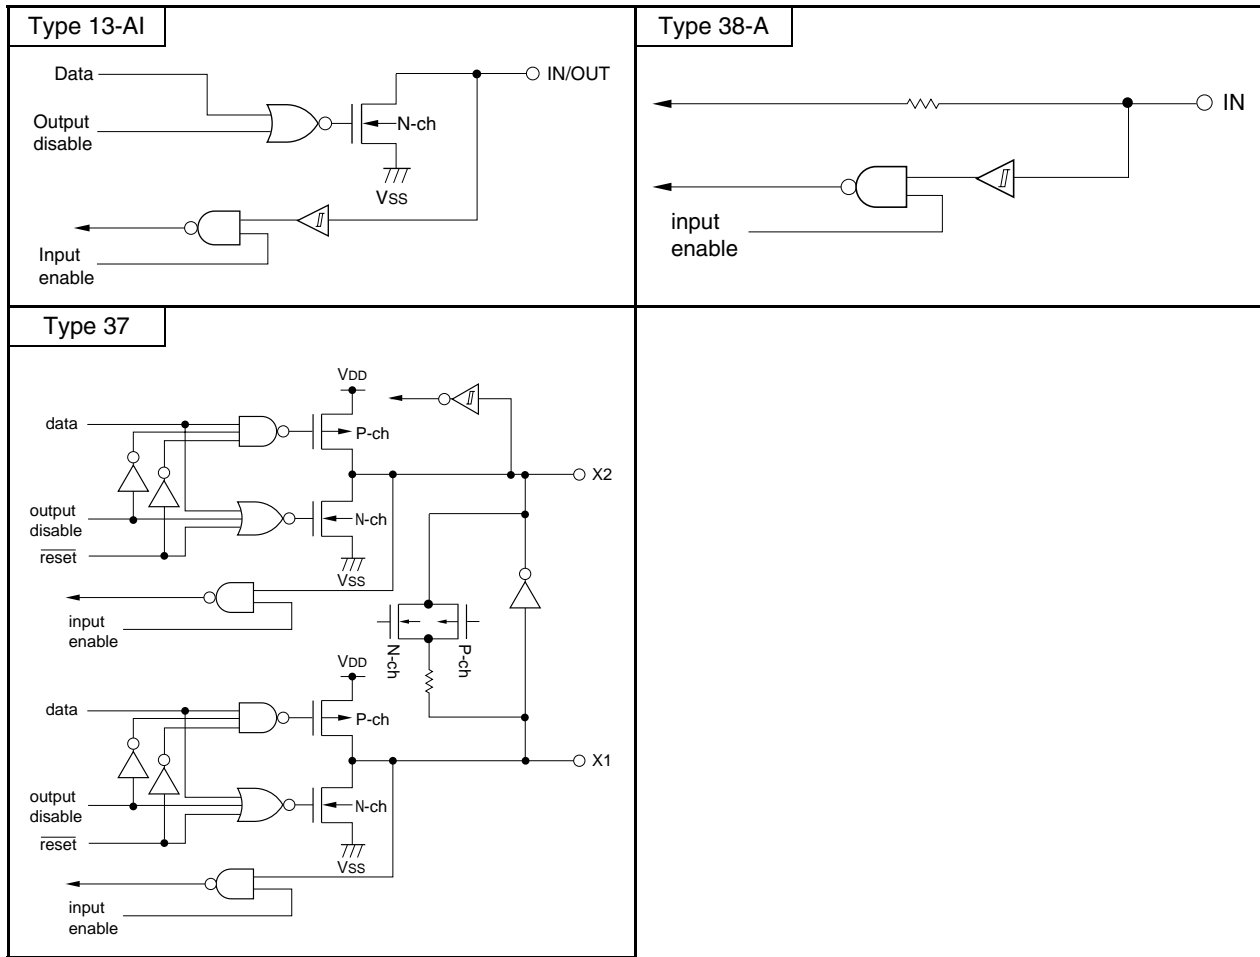 Type 13-AI
Data
IN/OUT
Output
disable
N-ch
VSS
Input
enable
Type 38-A
IN
input
enable
Type 37
VDD
data
P-ch
X2
output
disable
N-ch
reset
VSS
input
enable
N-ch
P-ch
VDD
data
P-ch
X1
output
disable
N-ch
reset
VSS
input
enable